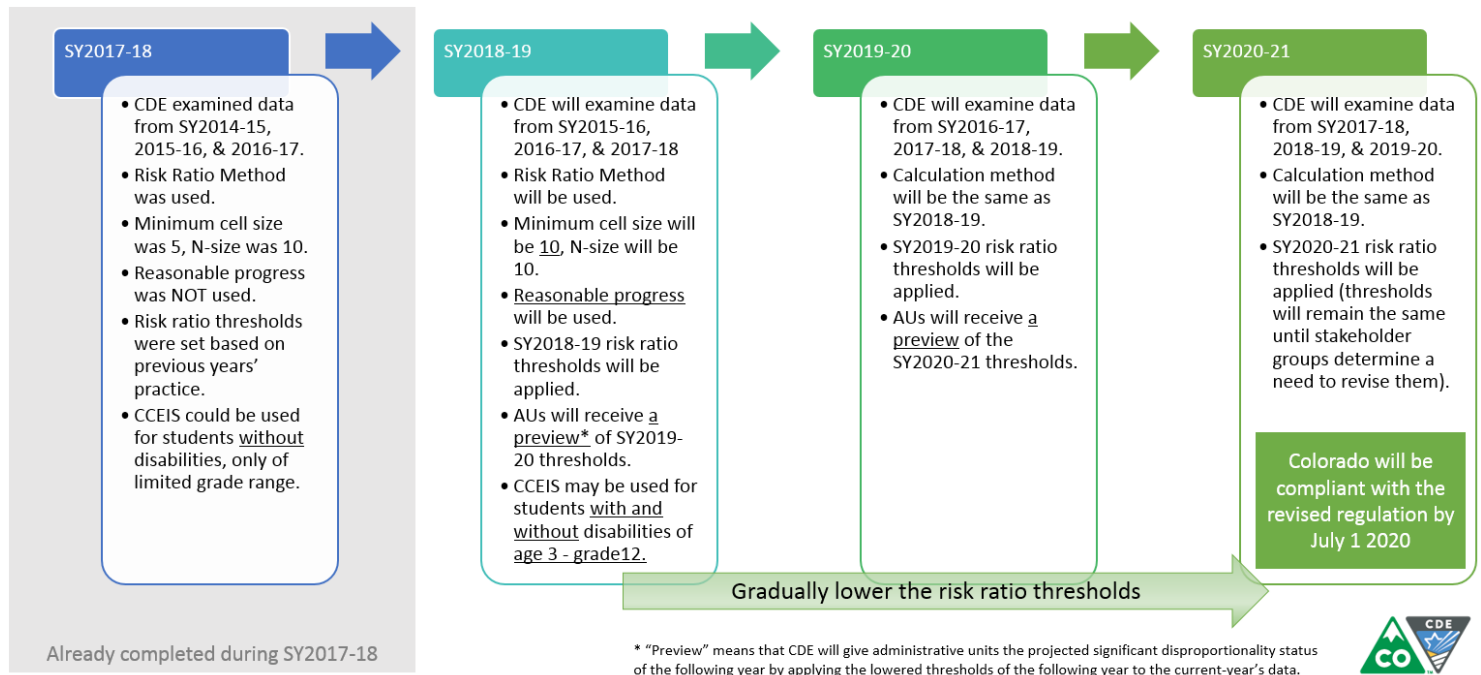 SY2017-18
• CDE examined data
from SY2014-15,
2015-16, & 2016-17.
• Risk Ratio Method
was used.
• Minimum cell size
was 5, N-size was 10.
• Reasonable progress
was NOT used.
• Risk ratio thresholds
were set based on
previous years’
practice.
• CCEIS could be used
for students without
disabilities, only of
limited grade range.
Already completed during SY2017-18
SY2018-19
• CDE will examine data
from SY2015-16,
2016-17, & 2017-18
• Risk Ratio Method
will be used.
• Minimum cell size will
be 10, N-size will be
10.
• Reasonable progress
will be used.
• SY2018-19 risk ratio
thresholds will be
applied.
• AUs will receive a
preview* of SY2019-
20 thresholds.
• CCEIS may be used for
students with and
without disabilities of
age 3 - grade12.
SY2019-20
• CDE will examine data
from SY2016-17,
2017-18, & 2018-19.
• Calculation method
will be the same as
SY2018-19.
• SY2019-20 risk ratio
thresholds will be
applied.
• AUs will receive a
preview of the
SY2020-21 thresholds.
SY2020-21
• CDE will examine data
from SY2017-18,
2018-19, & 2019-20.
• Calculation method
will be the same as
SY2018-19.
• SY2020-21 risk ratio
thresholds will be
applied (thresholds
will remain the same
until stakeholder
groups determine a
need to revise them).
Colorado will be
compliant with the
revised regulation by
July 1 2020
Gradually lower the risk ratio thresholds
* “Preview” means that CDE will give administrative units the projected significant disproportionality status
of the following year by applying the lowered thresholds of the following year to the current-year’s data.
CO
CDE